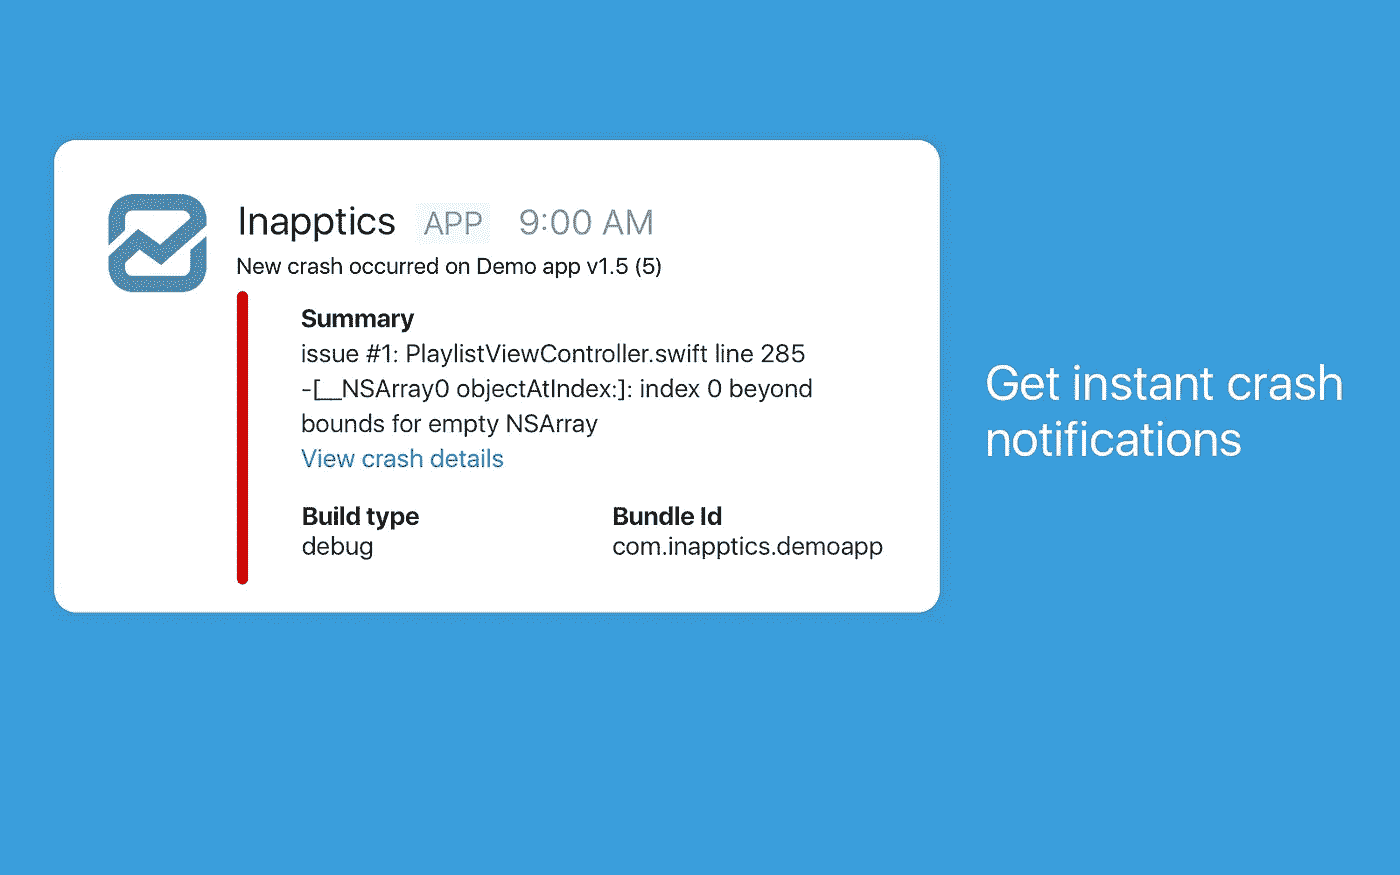 Inapptics APP 9:00 AM
New crash occurred on Demo app v1.5 (5)
Summary
issue #1: PlaylistViewController.swift line 285
-[__NSArray0 objectAtIndex:]: index 0 beyond
bounds for empty NSArray
View crash details
Build type
debug
Bundle Id
com.inapptics.demoapp
Get instant crash
notifications